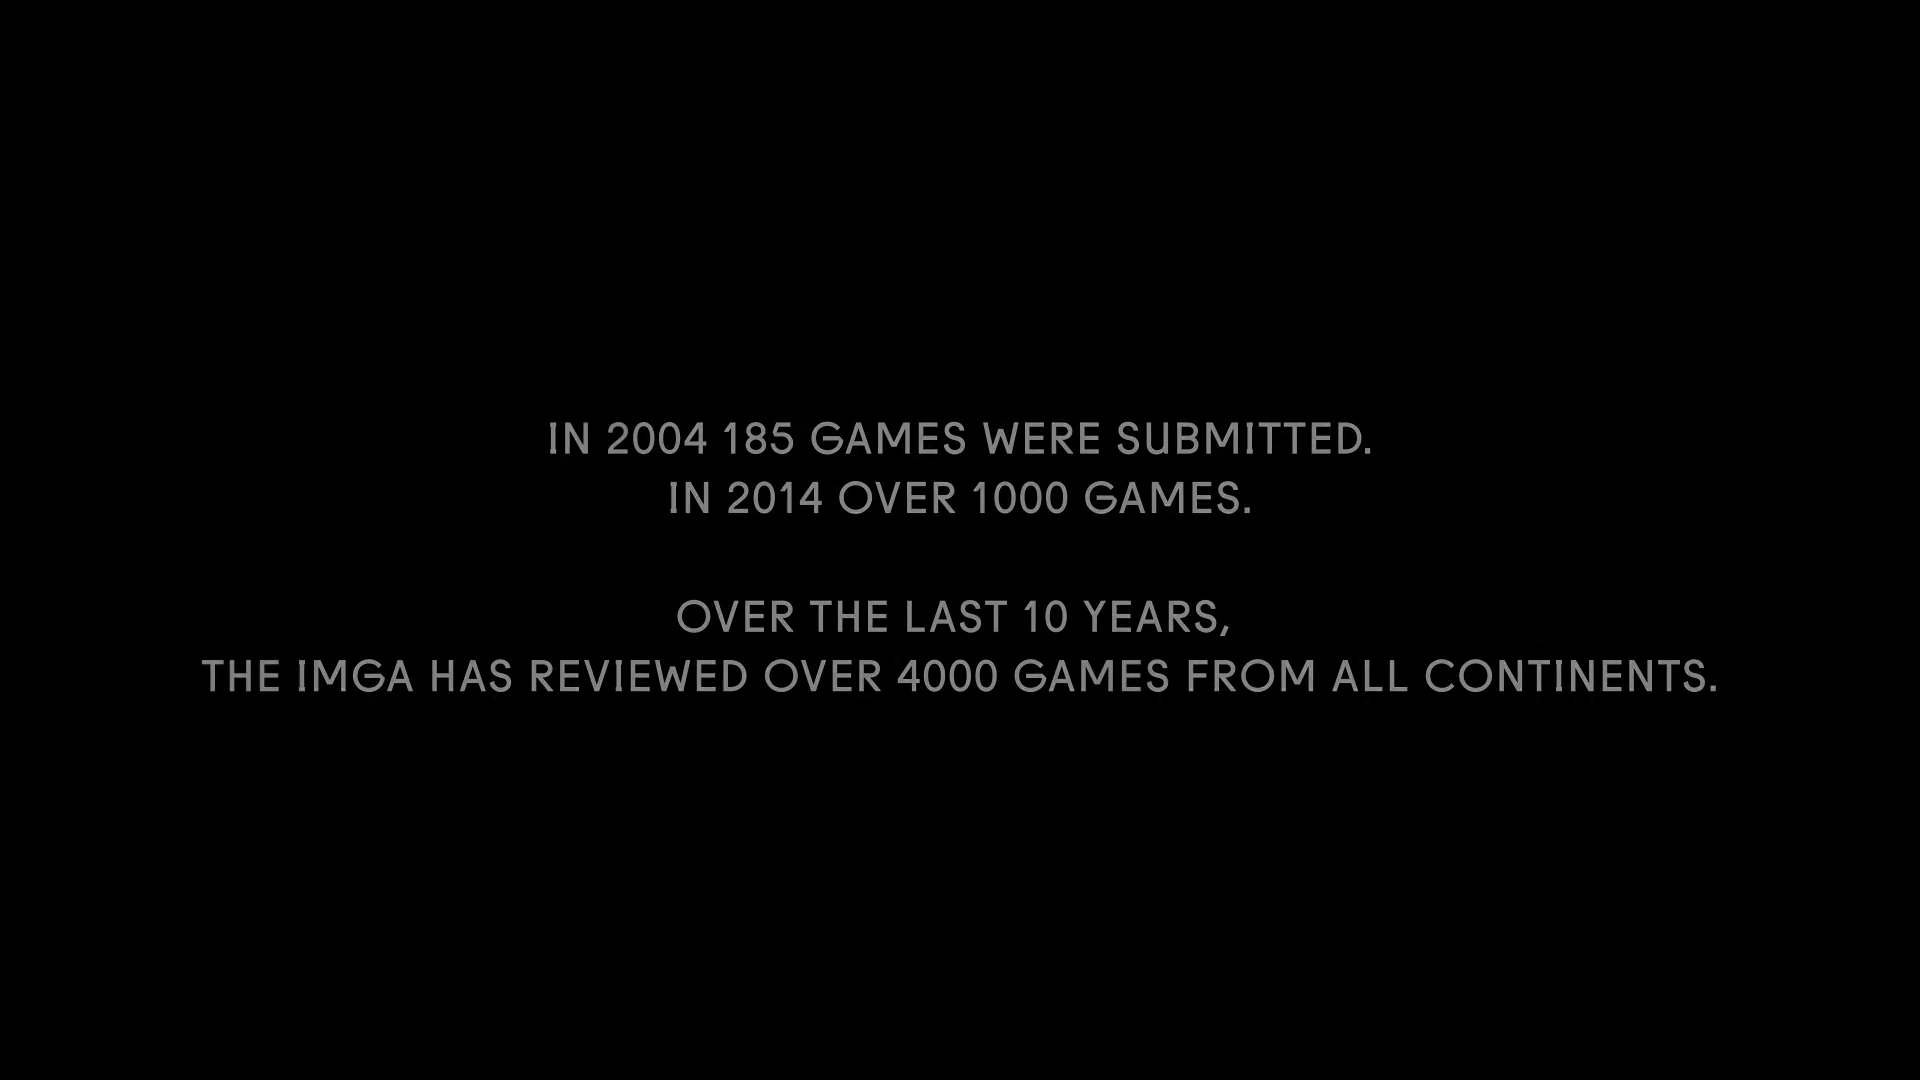 IN 2004 185 GAMES WERE SUBMITTED.
IN 2014 OVER 1000 GAMES.
OVER THE LAST 10 YEARS,
THE IMGA HAS REVIEWED OVER 4000 GAMES FROM ALL CONTINENTS.